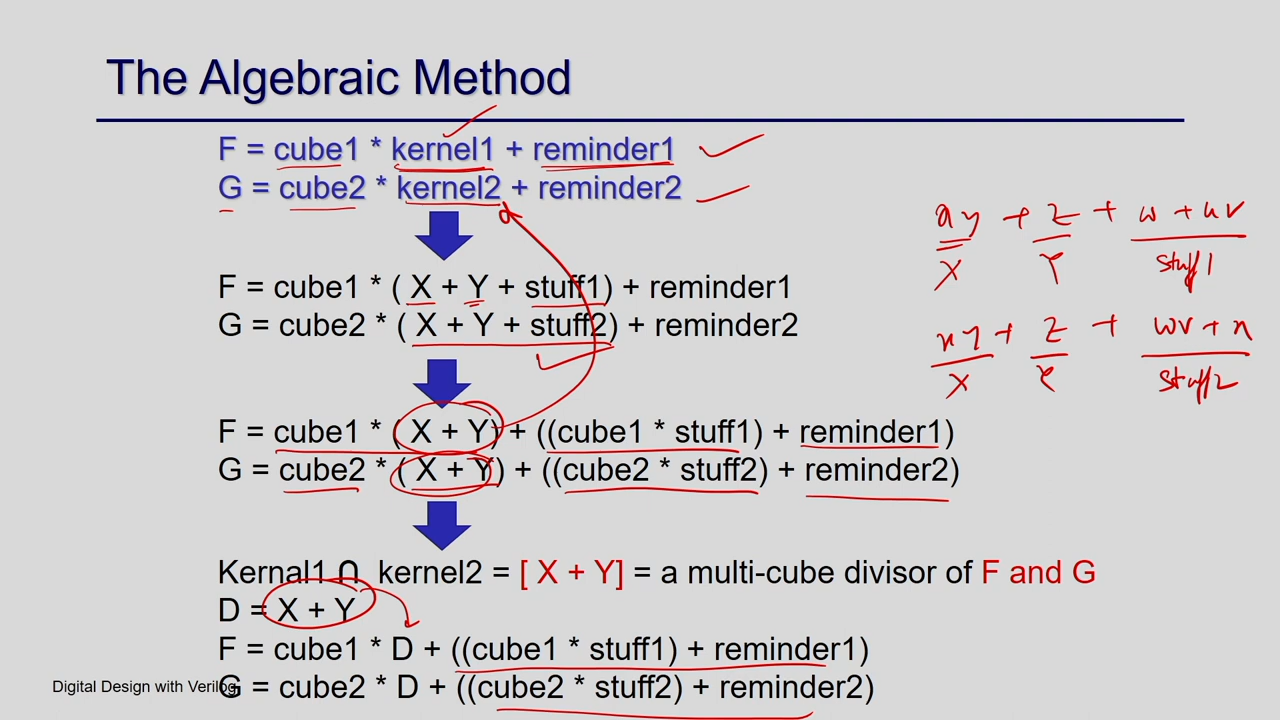 The Algebraic Method
F = cube1 * kernel1 + reminder1
G = cube2 * kernel2 + reminder2
F = cube1 * ( X + Y + stuff1) + reminder1
G = cube2 * ( X + Y + stuff2) + reminder2
F = cube1 * ( X + Y) + ((cube1 * stuff1) + reminder1)
G = cube2 * ( X + Y) + ((cube2 * stuff2) + reminder2)
Kernal1 ∩ kernel2 = [ X + Y] = a multi-cube divisor of F and G
D = X + Y
F = cube1 * D + ((cube1 * stuff1) + reminder1)
G = cube2 * D + ((cube2 * stuff2) + reminder2)
Digital Design with Verilog
y + z + w + uv
X Y stuff1
xy + z + wv + x
X Y stuff2